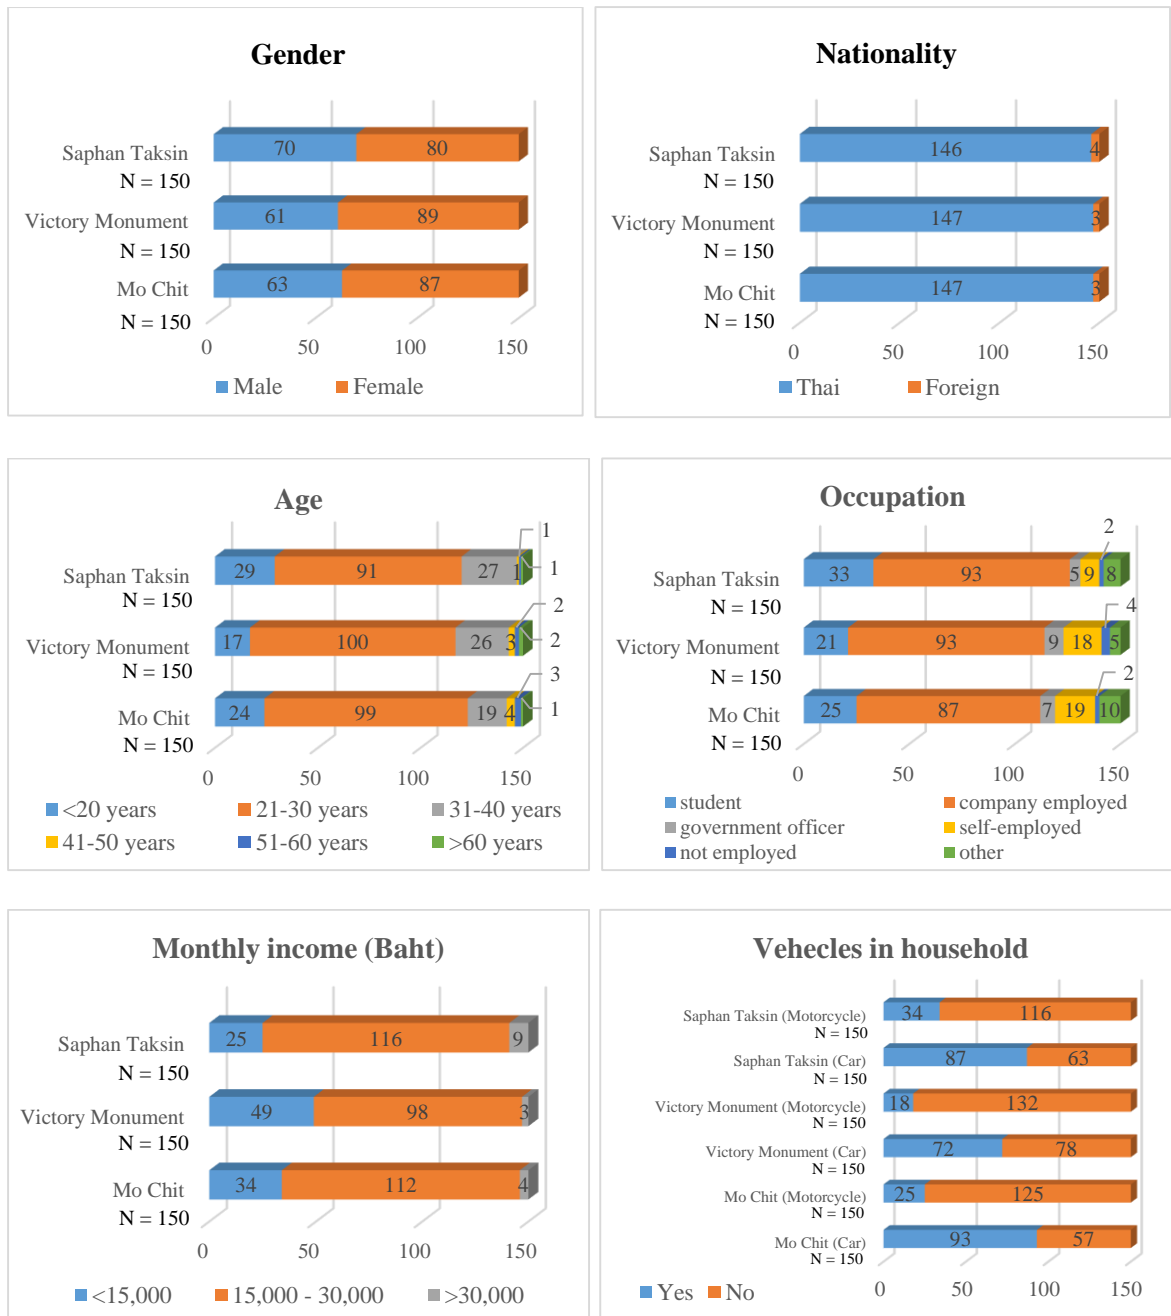 Gender
Saphan Taksin
N = 150
70 80
Victory Monument
N = 150
61 89
Mo Chit
N = 150
63 87
0 50 100 150
Male Female
Nationality
Saphan Taksin
N = 150
146 4
Victory Monument
N = 150
147 3
Mo Chit
N = 150
147 3
0 50 100 150
Thai Foreign
Age
1
Saphan Taksin
N = 150
29 91 27 1 1
2
Victory Monument
N = 150
17 100 26 3 2
3
Mo Chit
N = 150
24 99 19 4 1
0 50 100 150
<20 years 21-30 years 31-40 years
41-50 years 51-60 years >60 years
Occupation
2
Saphan Taksin
N = 150
33 93 5 9 8
4
Victory Monument
N = 150
21 93 9 18 5
2
Mo Chit
N = 150
25 87 7 19 10
0 50 100 150
student company employed
government officer self-employed
not employed other
Monthly income (Baht)
Saphan Taksin
N = 150
25 116 9
Victory Monument
N = 150
49 98 3
Mo Chit
N = 150
34 112 4
0 50 100 150
<15,000 15,000 - 30,000 >30,000
Vehecles in household
Saphan Taksin (Motorcycle)
N = 150
34 116
Saphan Taksin (Car)
N = 150
87 63
Victory Monument (Motorcycle)
N = 150
18 132
Victory Monument (Car)
N = 150
72 78
Mo Chit (Motorcycle)
N = 150
25 125
Mo Chit (Car)
N = 150
93 57
0 50 100 150
Yes No